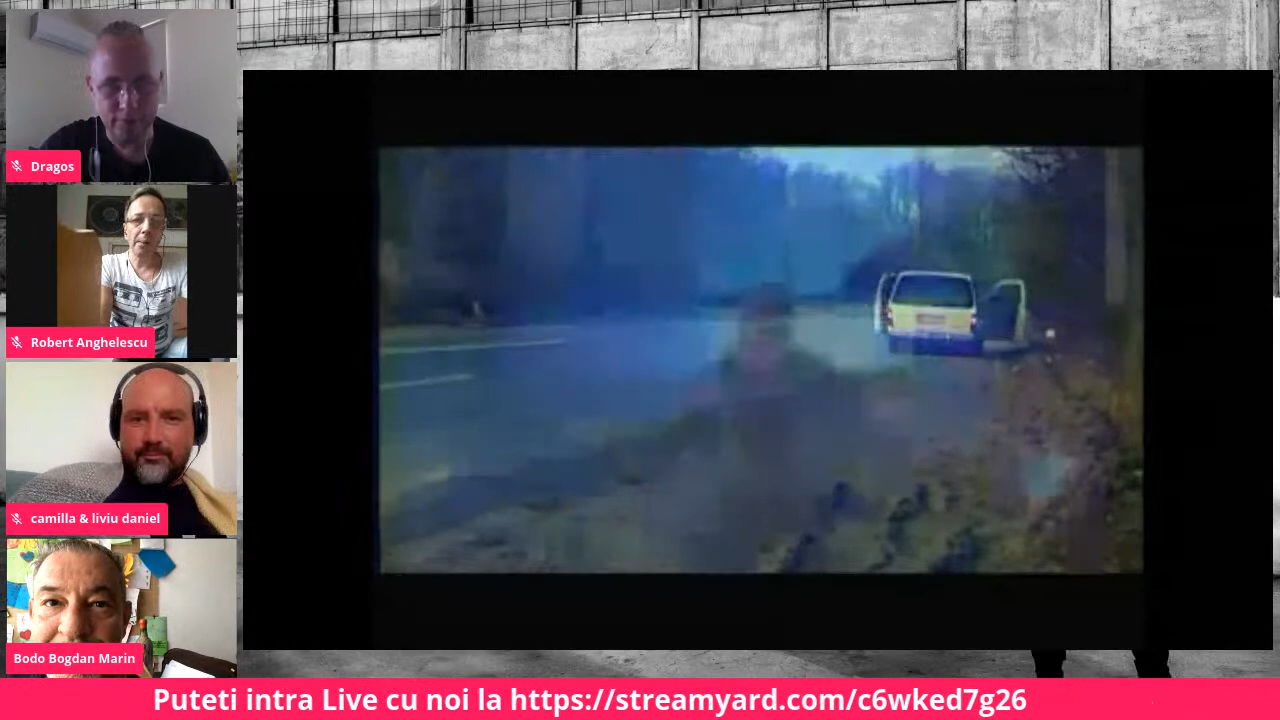 Dragos
Robert Anghelescu
camilla & liviu daniel
Bodo Bogdan Marin
Puteti intra Live cu noi la https://streamyard.com/c6wked7g26